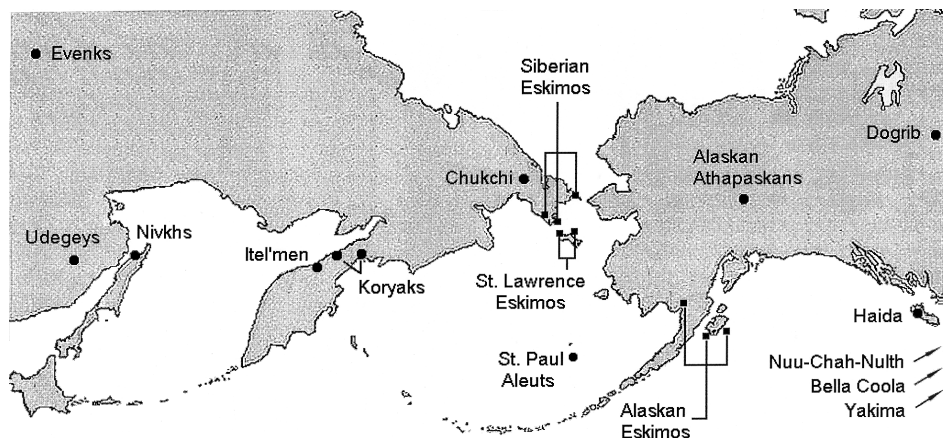 Evenks
Siberian
Eskimos
Dogrib
Chukchi
Alaskan
Athapaskans
Udegeys
Nivkhs
Itel'men
Koryaks
St. Lawrence
Eskimos
Haida
St. Paul
Aleuts
Nuu-Chah-Nulth
Bella Coola
Yakima
Alaskan
Eskimos